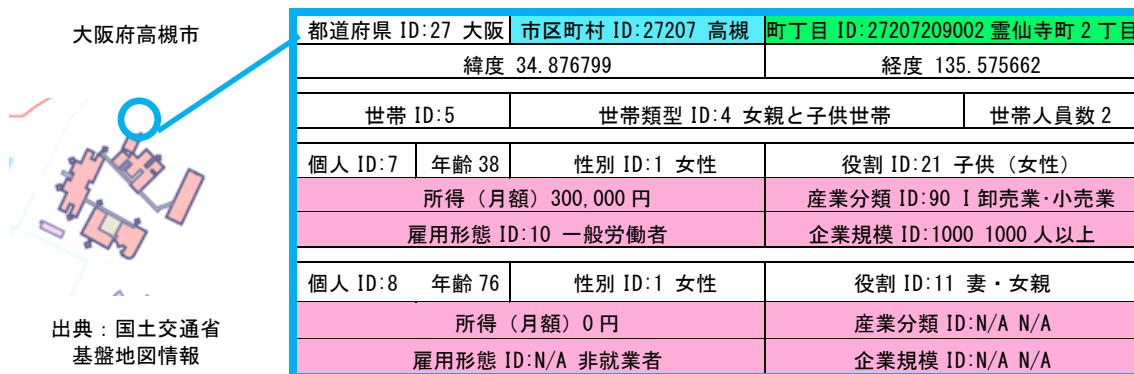 大阪府高槻市
都道府県 ID:27 大阪 市区町村 ID:27207 高槻 町丁目 ID:27207209002 霊仙寺町 2 丁目
緯度 34.876799 経度 135.575662
世帯 ID:5 世帯類型 ID:4 女親と子供世帯 世帯人員数 2
個人 ID:7 年齢 38 性別 ID:1 女性 役割 ID:21 子供（女性）
所得（月額）300,000 円 産業分類 ID:90 I 卸売業・小売業
雇用形態 ID:10 一般労働者 企業規模 ID:1000 1000 人以上
個人 ID:8 年齢 76 性別 ID:1 女性 役割 ID:11 妻・女親
所得（月額）0 円 産業分類 ID:N/A N/A
雇用形態 ID:N/A 非就業者 企業規模 ID:N/A N/A
出典：国土交通省
基盤地図情報